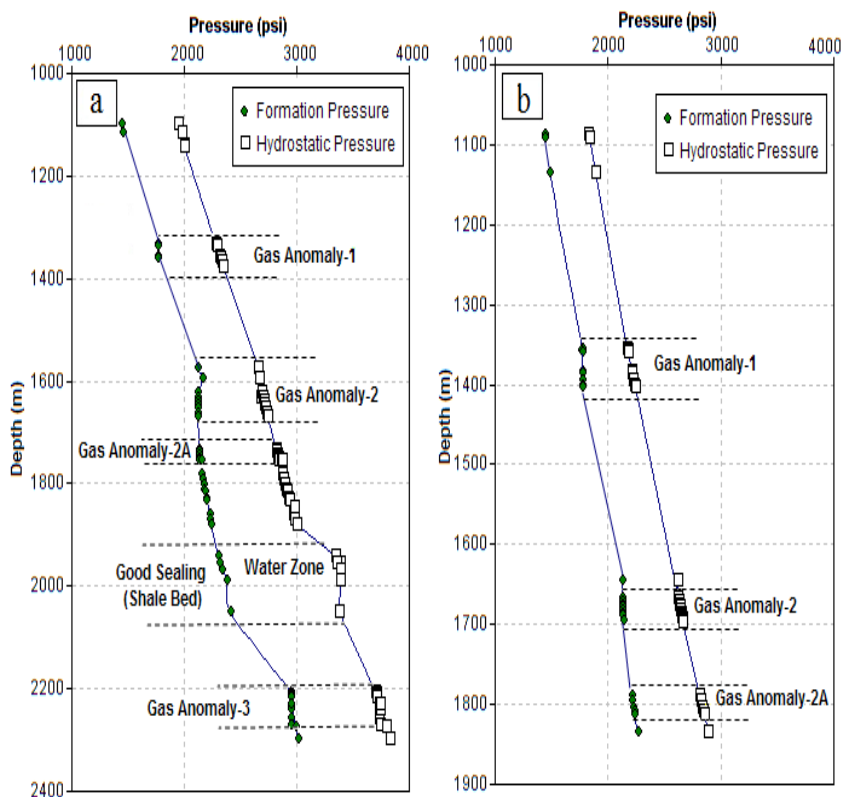 Pressure (psi)
1000 2000 3000 4000
1000
1200
1400
1600
1800
2000
2200
2400
Depth (m)
a
Formation Pressure
Hydrostatic Pressure
Gas Anomaly-1
Gas Anomaly-2
Gas Anomaly-2A
Good Sealing
(Shale Bed)
Water Zone
Gas Anomaly-3
Pressure (psi)
1000 2000 3000 4000
1000
1100
1200
1300
1400
1500
1600
1700
1800
1900
Depth (m)
b
Formation Pressure
Hydrostatic Pressure
Gas Anomaly-1
Gas Anomaly-2
Gas Anomaly-2A